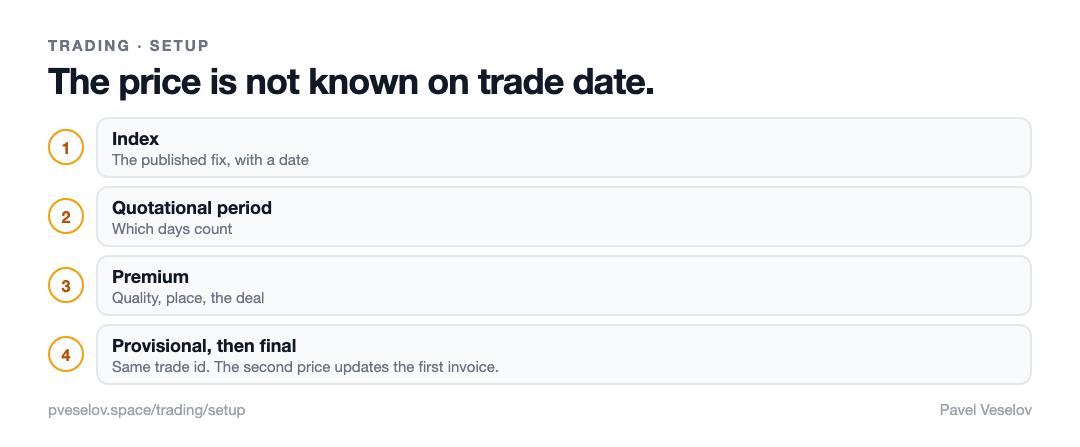 TRADING · SETUP
The price is not known on trade date.
1
Index
The published fix, with a date
2
Quotational period
Which days count
3
Premium
Quality, place, the deal
4
Provisional, then final
Same trade id. The second price updates the first invoice.
pveselov.space/trading/setup
Pavel Veselov